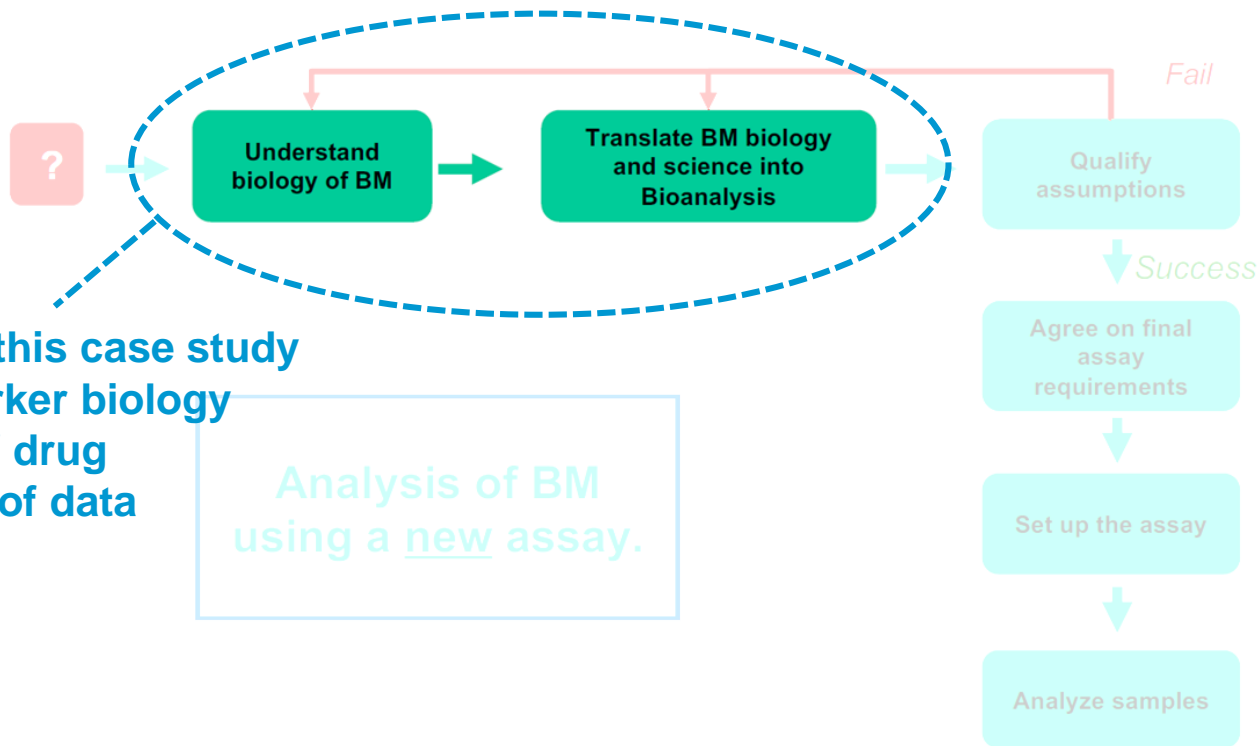 Fail
?
Understand
biology of BM
Translate BM biology
and science into
Bioanalysis
Qualify
assumptions
Success
this case study
rker biology
drug
of data
Agree on final
assay
requirements
Analysis of BM
using a new assay.
Set up the assay
Analyze samples